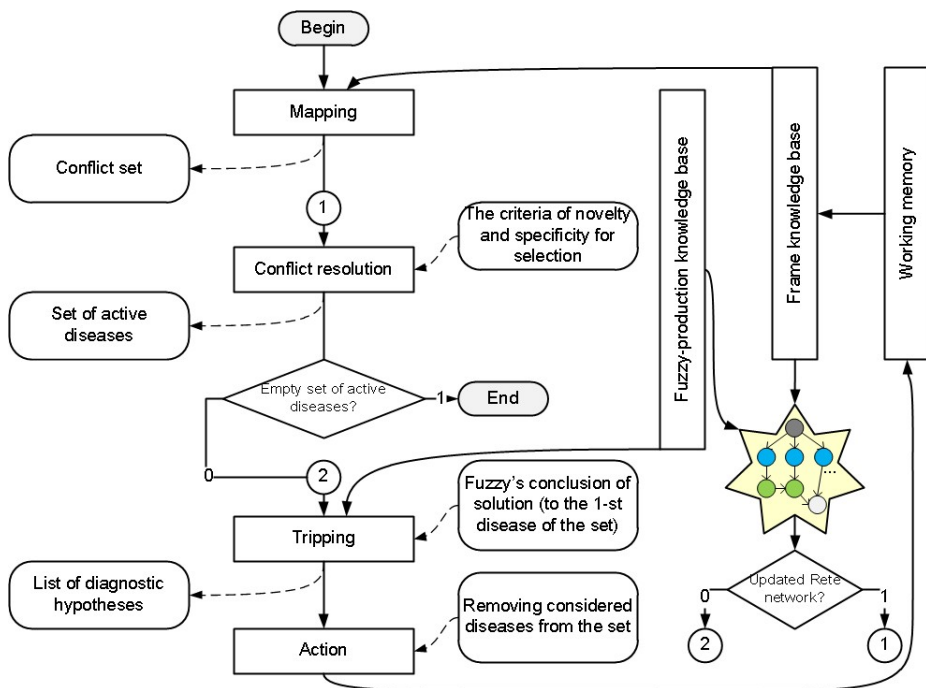 Begin
Mapping
Conflict set
1
The criteria of novelty
and specificity for
selection
Conflict resolution
Set of active
diseases
Empty set of active
diseases?
1
End
0
2
Fuzzy's conclusion of
solution (to the 1-st
disease of the set)
Tripping
List of diagnostic
hypotheses
Removing considered
diseases from the set
Action
Fuzzy-production knowledge base
Frame knowledge base
Working memory
...
Updated Rete
network?
0
1
2
1